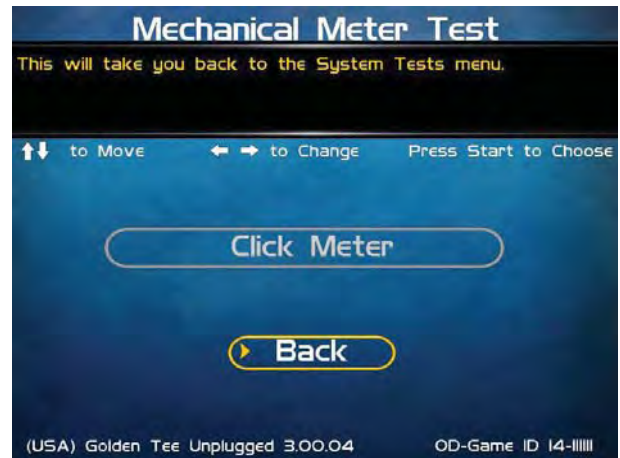 Mechanical Meter Test
This will take you back to the System Tests menu.
to Move to Change Press Start to Choose
Click Meter
Back
(USA) Golden Tee Unplugged 3.00.04 OD-Game ID 14-111111